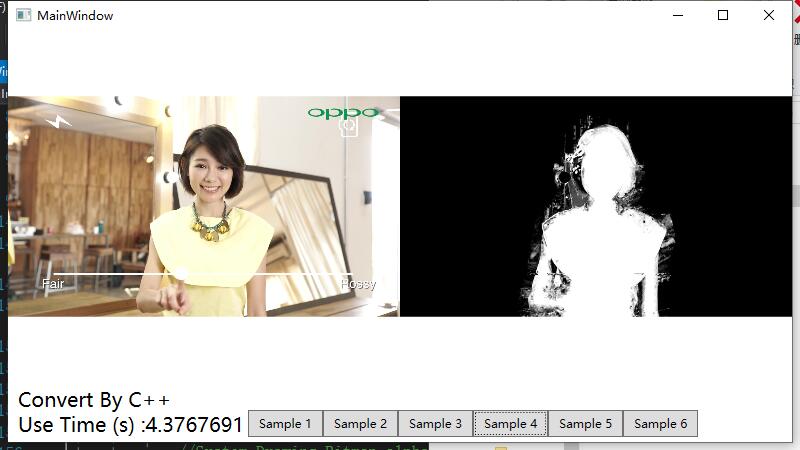 MainWindow
oppo
Fair
Rossy
Convert By C++
Use Time (s) :4.3767691
Sample 1
Sample 2
Sample 3
Sample 4
Sample 5
Sample 6